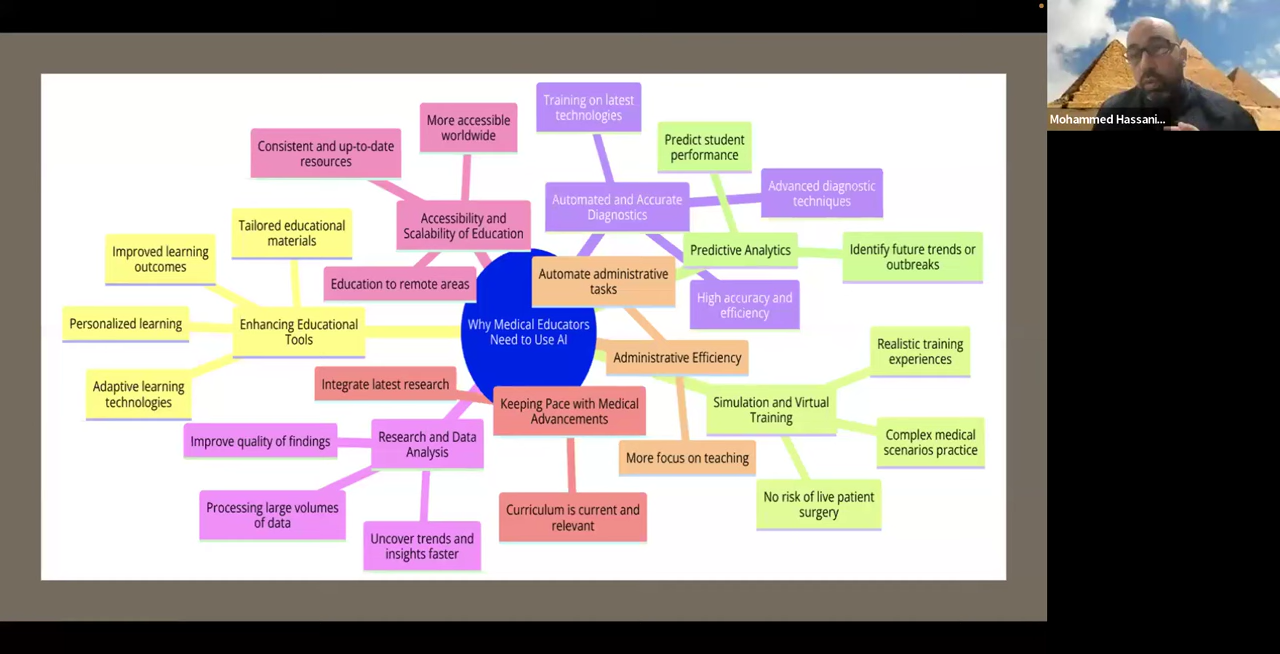 Training on latest
technologies
More accessible
worldwide
Consistent and up-to-date
resources
Predict student
performance
Automated and Accurate
Diagnostics
Advanced diagnostic
techniques
Accessibility and
Scalability of Education
Tailored educational
materials
Improved learning
outcomes
Predictive Analytics
Identify future trends or
outbreaks
Automate administrative
tasks
Education to remote areas
High accuracy and
efficiency
Personalized learning
Enhancing Educational
Tools
Why Medical Educators
Need to Use AI
Realistic training
experiences
Administrative Efficiency
Integrate latest research
Adaptive learning
technologies
Keeping Pace with Medical
Advancements
Simulation and Virtual
Training
Improve quality of findings
Research and Data
Analysis
Complex medical
scenarios practice
More focus on teaching
Processing large volumes
of data
Curriculum is current and
relevant
No risk of live patient
surgery
Uncover trends and
insights faster
Mohammed Hassani...